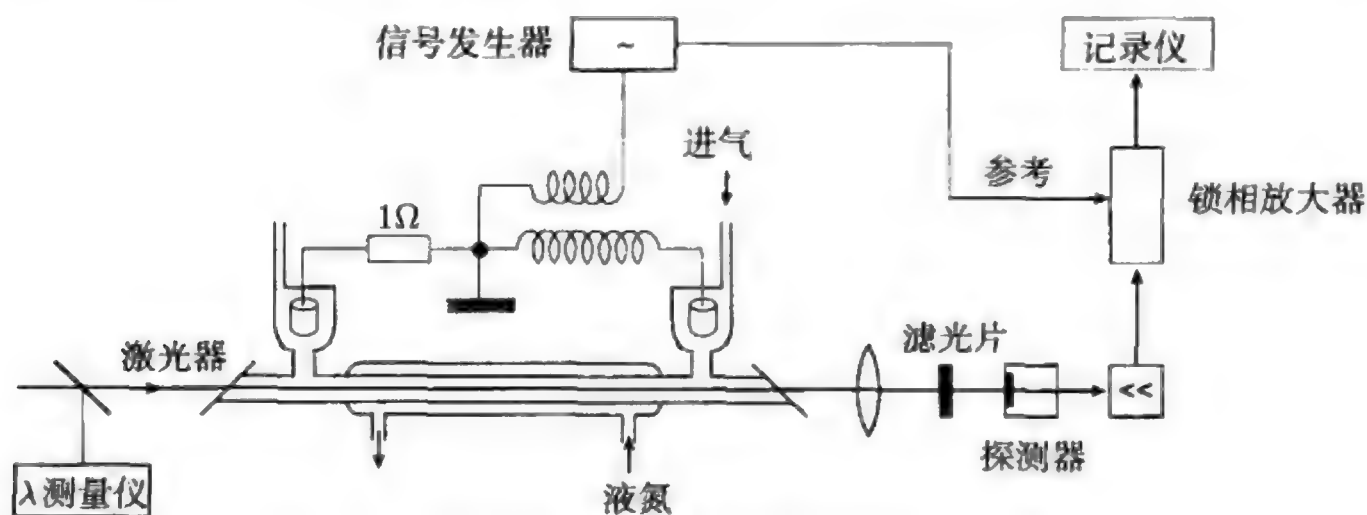 信号发生器
~
记录仪
进气
参考
锁相放大器
1Ω
激光器
滤光片
<<
探测器
λ测量仪
液氮